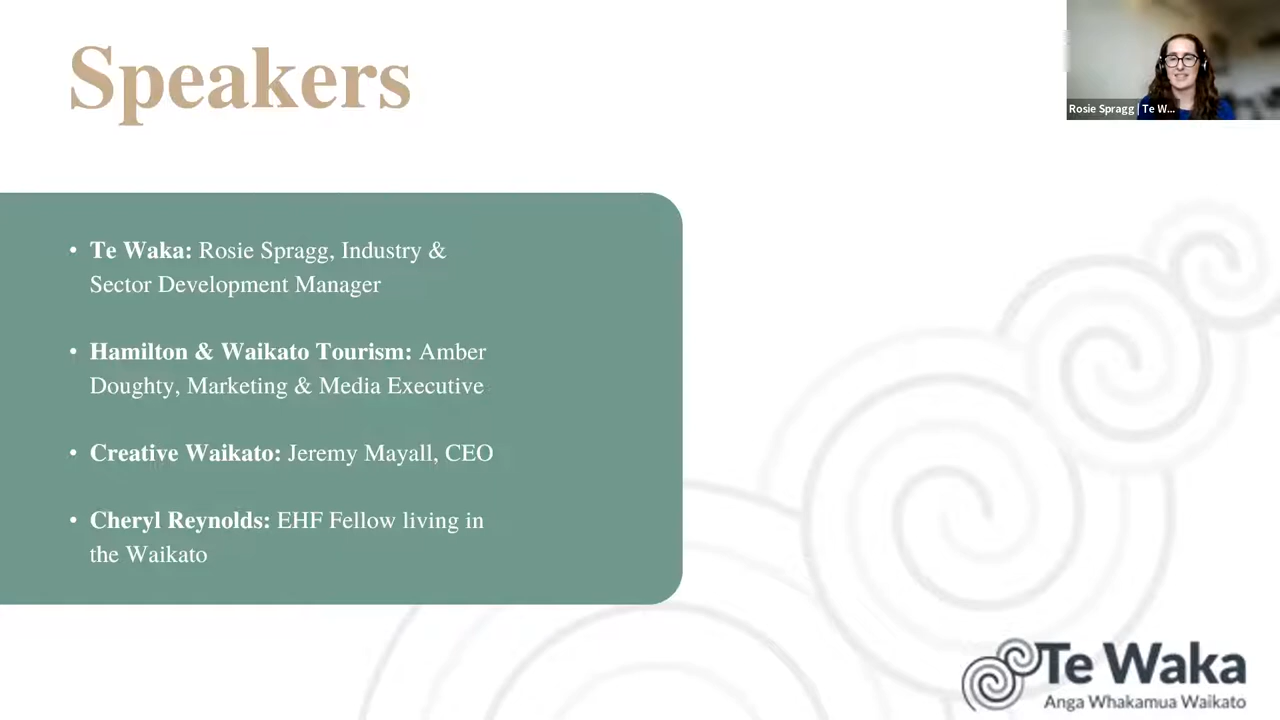 Speakers
Rosie Spragg | Te W...
• Te Waka: Rosie Spragg, Industry &
Sector Development Manager
• Hamilton & Waikato Tourism: Amber
Doughty, Marketing & Media Executive
• Creative Waikato: Jeremy Mayall, CEO
• Cheryl Reynolds: EHF Fellow living in
the Waikato
Te Waka
Anga Whakamua Waikato